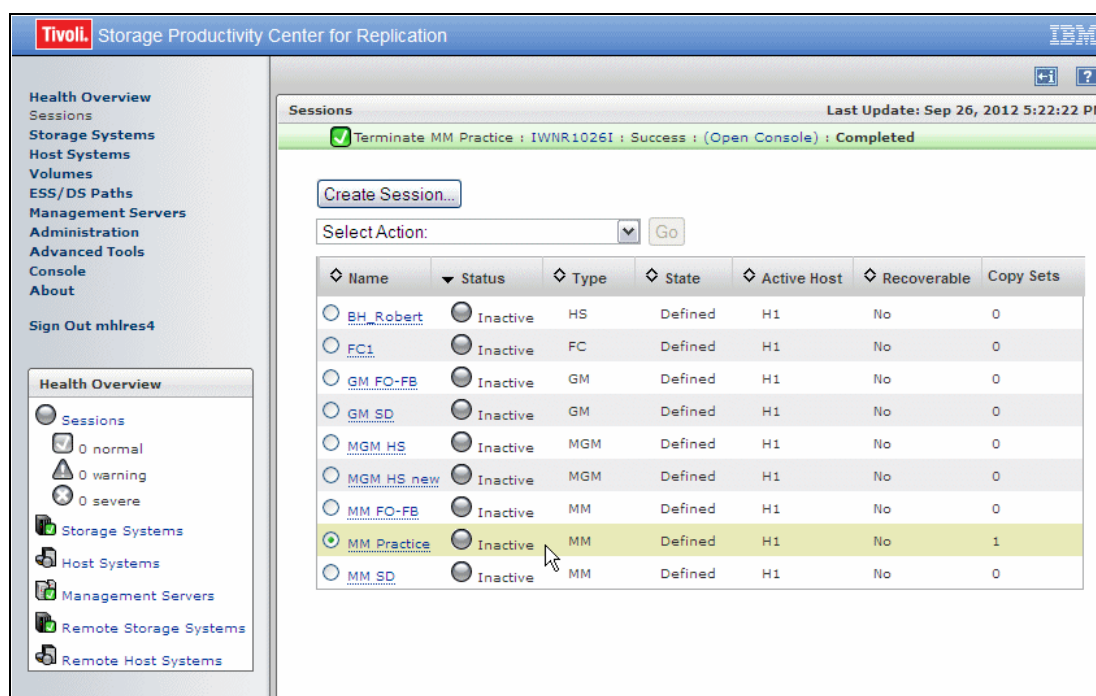 Tivoli. Storage Productivity Center for Replication
IBM
Health Overview
Sessions
Storage Systems
Host Systems
Volumes
ESS/DS Paths
Management Servers
Administration
Advanced Tools
Console
About
Sign Out mhlres4
Health Overview
Sessions
0 normal
0 warning
0 severe
Storage Systems
Host Systems
Management Servers
Remote Storage Systems
Remote Host Systems
i ?
Sessions Last Update: Sep 26, 2012 5:22:22 P
Terminate MM Practice : IWNR1026I : Success : (Open Console) : Completed
Create Session...
Select Action: Go
Name Status Type State Active Host Recoverable Copy Sets
BH_Robert Inactive HS Defined H1 No 0
FC1 Inactive FC Defined H1 No 0
GM FO-FB Inactive GM Defined H1 No 0
GM SD Inactive GM Defined H1 No 0
MGM HS Inactive MGM Defined H1 No 0
MGM HS new Inactive MGM Defined H1 No 0
MM FO-FB Inactive MM Defined H1 No 0
MM Practice Inactive MM Defined H1 No 1
MM SD Inactive MM Defined H1 No 0